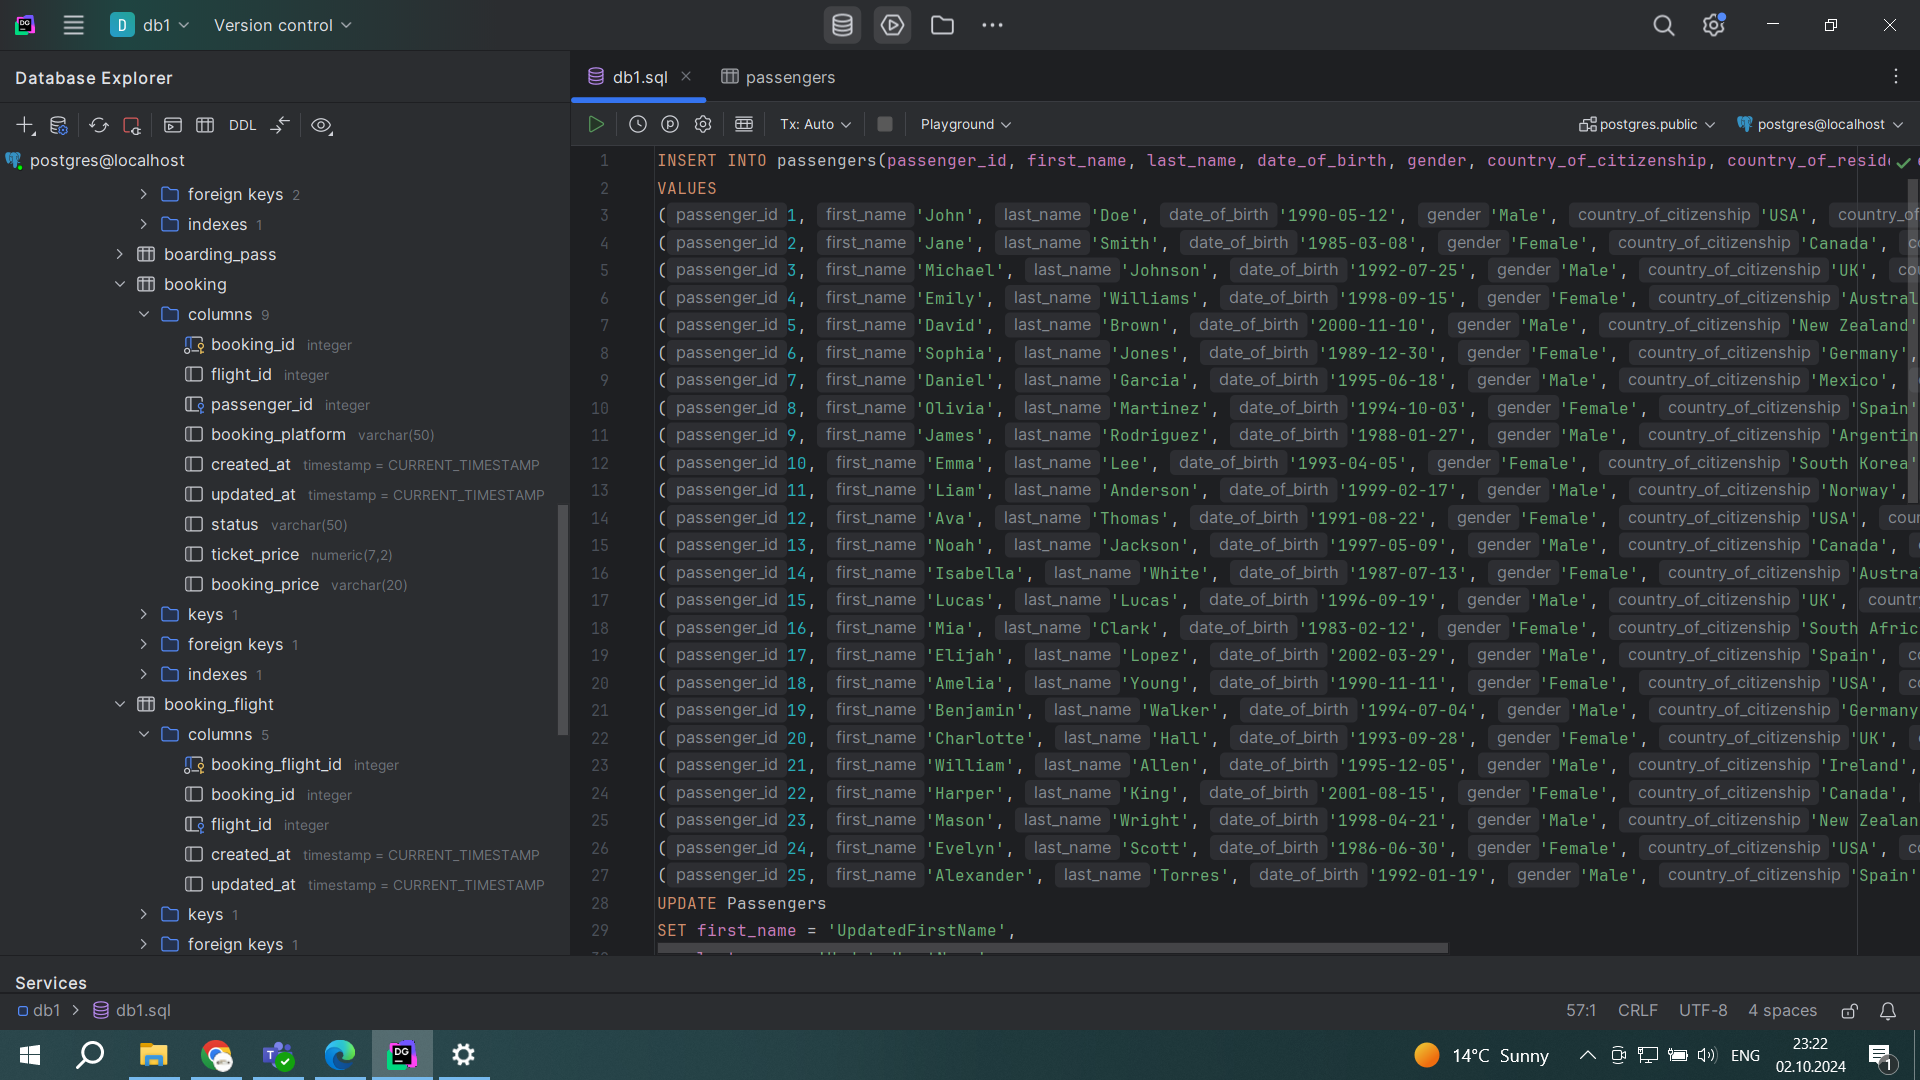 D db1 Version control
Database Explorer
db1.sql
passengers
DDL
Tx: Auto
Playground
postgres.public
postgres@localhost
postgres@localhost
foreign keys 2
indexes 1
boarding_pass
booking
columns 9
booking_id integer
flight_id integer
passenger_id integer
booking_platform varchar(50)
created_at timestamp = CURRENT_TIMESTAMP
updated_at timestamp = CURRENT_TIMESTAMP
status varchar(50)
ticket_price numeric(7,2)
booking_price varchar(20)
keys 1
foreign keys 1
indexes 1
booking_flight
columns 5
booking_flight_id integer
booking_id integer
flight_id integer
created_at timestamp = CURRENT_TIMESTAMP
updated_at timestamp = CURRENT_TIMESTAMP
keys 1
foreign keys 1
1 INSERT INTO passengers(passenger_id, first_name, last_name, date_of_birth, gender, country_of_citizenship, country_of_resid
2 VALUES
3 ( passenger_id 1, first_name 'John', last_name 'Doe', date_of_birth '1990-05-12', gender 'Male', country_of_citizenship 'USA', country_of
4 ( passenger_id 2, first_name 'Jane', last_name 'Smith', date_of_birth '1985-03-08', gender 'Female', country_of_citizenship 'Canada', co
5 ( passenger_id 3, first_name 'Michael', last_name 'Johnson', date_of_birth '1992-07-25', gender 'Male', country_of_citizenship 'UK', cou
6 ( passenger_id 4, first_name 'Emily', last_name 'Williams', date_of_birth '1998-09-15', gender 'Female', country_of_citizenship 'Austral
7 ( passenger_id 5, first_name 'David', last_name 'Brown', date_of_birth '2000-11-10', gender 'Male', country_of_citizenship 'New Zealand'
8 ( passenger_id 6, first_name 'Sophia', last_name 'Jones', date_of_birth '1989-12-30', gender 'Female', country_of_citizenship 'Germany',
9 ( passenger_id 7, first_name 'Daniel', last_name 'Garcia', date_of_birth '1995-06-18', gender 'Male', country_of_citizenship 'Mexico',
10 ( passenger_id 8, first_name 'Olivia', last_name 'Martinez', date_of_birth '1994-10-03', gender 'Female', country_of_citizenship 'Spain'
11 ( passenger_id 9, first_name 'James', last_name 'Rodriguez', date_of_birth '1988-01-27', gender 'Male', country_of_citizenship 'Argentin
12 ( passenger_id 10, first_name 'Emma', last_name 'Lee', date_of_birth '1993-04-05', gender 'Female', country_of_citizenship 'South Korea'
13 ( passenger_id 11, first_name 'Liam', last_name 'Anderson', date_of_birth '1999-02-17', gender 'Male', country_of_citizenship 'Norway',
14 ( passenger_id 12, first_name 'Ava', last_name 'Thomas', date_of_birth '1991-08-22', gender 'Female', country_of_citizenship 'USA', cou
15 ( passenger_id 13, first_name 'Noah', last_name 'Jackson', date_of_birth '1997-05-09', gender 'Male', country_of_citizenship 'Canada',
16 ( passenger_id 14, first_name 'Isabella', last_name 'White', date_of_birth '1987-07-13', gender 'Female', country_of_citizenship 'Austra
17 ( passenger_id 15, first_name 'Lucas', last_name 'Lucas', date_of_birth '1996-09-19', gender 'Male', country_of_citizenship 'UK', countr
18 ( passenger_id 16, first_name 'Mia', last_name 'Clark', date_of_birth '1983-02-12', gender 'Female', country_of_citizenship 'South Afric
19 ( passenger_id 17, first_name 'Elijah', last_name 'Lopez', date_of_birth '2002-03-29', gender 'Male', country_of_citizenship 'Spain', c
20 ( passenger_id 18, first_name 'Amelia', last_name 'Young', date_of_birth '1990-11-11', gender 'Female', country_of_citizenship 'USA', c
21 ( passenger_id 19, first_name 'Benjamin', last_name 'Walker', date_of_birth '1994-07-04', gender 'Male', country_of_citizenship 'Germany
22 ( passenger_id 20, first_name 'Charlotte', last_name 'Hall', date_of_birth '1993-09-28', gender 'Female', country_of_citizenship 'UK', c
23 ( passenger_id 21, first_name 'William', last_name 'Allen', date_of_birth '1995-12-05', gender 'Male', country_of_citizenship 'Ireland',
24 ( passenger_id 22, first_name 'Harper', last_name 'King', date_of_birth '2001-08-15', gender 'Female', country_of_citizenship 'Canada',
25 ( passenger_id 23, first_name 'Mason', last_name 'Wright', date_of_birth '1998-04-21', gender 'Male', country_of_citizenship 'New Zealan
26 ( passenger_id 24, first_name 'Evelyn', last_name 'Scott', date_of_birth '1986-06-30', gender 'Female', country_of_citizenship 'USA', c
27 ( passenger_id 25, first_name 'Alexander', last_name 'Torres', date_of_birth '1992-01-19', gender 'Male', country_of_citizenship 'Spain'
28 UPDATE Passengers
29 SET first_name = 'UpdatedFirstName',
Services
db1 > db1.sql
57:1 CRLF UTF-8 4 spaces
14°C Sunny
ENG
23:22
02.10.2024
1